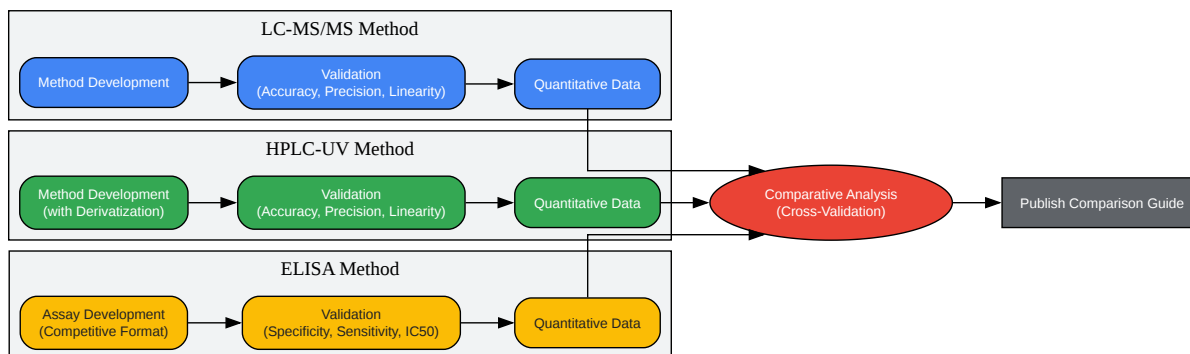 LC-MS/MS Method
Method Development
Validation
(Accuracy, Precision, Linearity)
Quantitative Data
HPLC-UV Method
Method Development
(with Derivatization)
Validation
(Accuracy, Precision, Linearity)
Quantitative Data
Comparative Analysis
(Cross-Validation)
Publish Comparison Guide
ELISA Method
Assay Development
(Competitive Format)
Validation
(Specificity, Sensitivity, IC50)
Quantitative Data